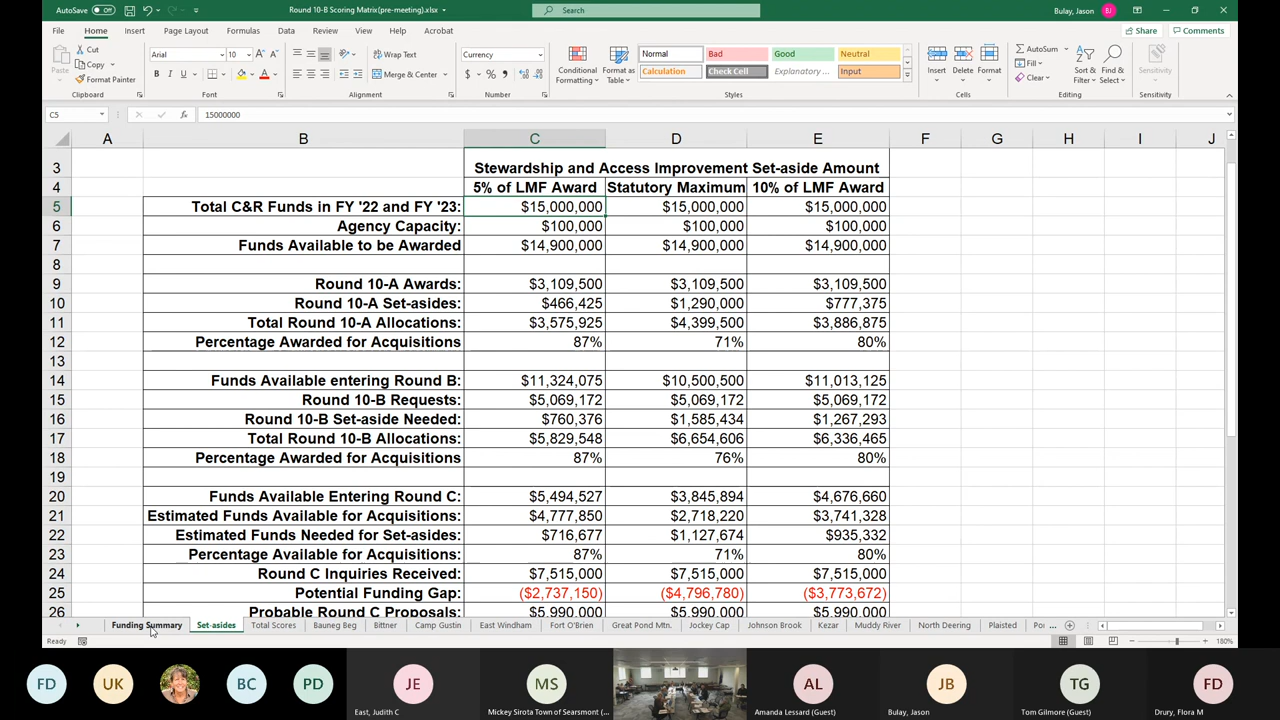 AutoSave Off Round 10-B Scoring Matrix(pre-meeting).xlsx Search Bulay, Jason BJ
File Home Insert Page Layout Formulas Data Review View Help Acrobat Share Comments
Cut
Copy
Format Painter
Paste
Arial 10
Wrap Text
Merge & Center
Currency
Conditional Formatting
Format as Table
Normal Bad Good Neutral
Calculation Check Cell Explanatory ... Input
Insert Delete Format
AutoSum
Fill
Clear
Sort & Filter
Find & Select
Sensitivity
Clipboard Font Alignment Number Styles Cells Editing Sensitivity
C5 15000000
A B C D E F G H I J
3 Stewardship and Access Improvement Set-aside Amount
4 5% of LMF Award Statutory Maximum 10% of LMF Award
5 Total C&R Funds in FY '22 and FY '23: $15,000,000 $15,000,000 $15,000,000
6 Agency Capacity: $100,000 $100,000 $100,000
7 Funds Available to be Awarded $14,900,000 $14,900,000 $14,900,000
8
9 Round 10-A Awards: $3,109,500 $3,109,500 $3,109,500
10 Round 10-A Set-asides: $466,425 $1,290,000 $777,375
11 Total Round 10-A Allocations: $3,575,925 $4,399,500 $3,886,875
12 Percentage Awarded for Acquisitions 87% 71% 80%
13
14 Funds Available entering Round B: $11,324,075 $10,500,500 $11,013,125
15 Round 10-B Requests: $5,069,172 $5,069,172 $5,069,172
16 Round 10-B Set-aside Needed: $760,376 $1,585,434 $1,267,293
17 Total Round 10-B Allocations: $5,829,548 $6,654,606 $6,336,465
18 Percentage Awarded for Acquisitions 87% 76% 80%
19
20 Funds Available Entering Round C: $5,494,527 $3,845,894 $4,676,660
21 Estimated Funds Available for Acquisitions: $4,777,850 $2,718,220 $3,741,328
22 Estimated Funds Needed for Set-asides: $716,677 $1,127,674 $935,332
23 Percentage Available for Acquisitions: 87% 71% 80%
24 Round C Inquiries Received: $7,515,000 $7,515,000 $7,515,000
25 Potential Funding Gap: ($2,737,150) ($4,796,780) ($3,773,672)
26 Probable Round C Proposals: $5,990,000 $5,990,000 $5,990,000
Funding Summary Set-asides Total Scores Bauneg Beg Bittner Camp Gustin East Windham Fort O'Brien Great Pond Mtn. Jockey Cap Johnson Brook Kezar Muddy River North Deering Plaisted ...
Ready 180%
FD UK BC PD JE MS AL JB TG FD
East, Judith C Mickey Sirota Town of Searsmont (... Amanda Lessard (Guest) Bulay, Jason Tom Gilmore (Guest) Drury, Flora M